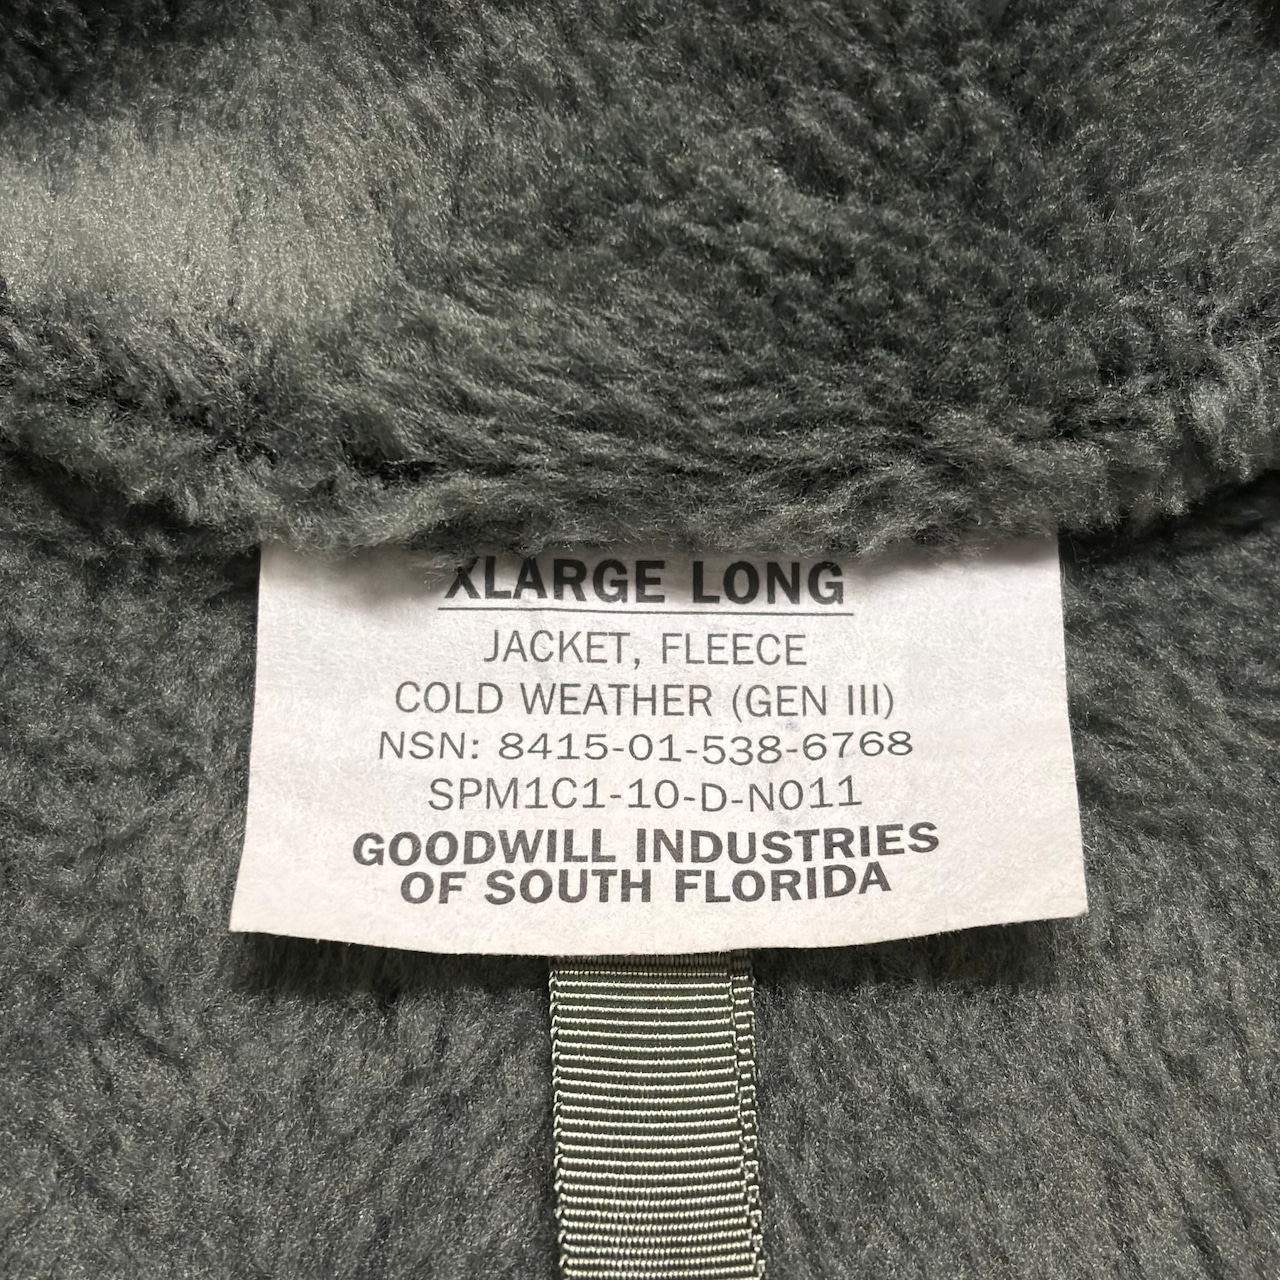 XLARGE LONG
JACKET, FLEECE
COLD WEATHER (GEN III)
NSN: 8415-01-538-6768
SPM1C1-10-D-N011
GOODWILL INDUSTRIES
OF SOUTH FLORIDA